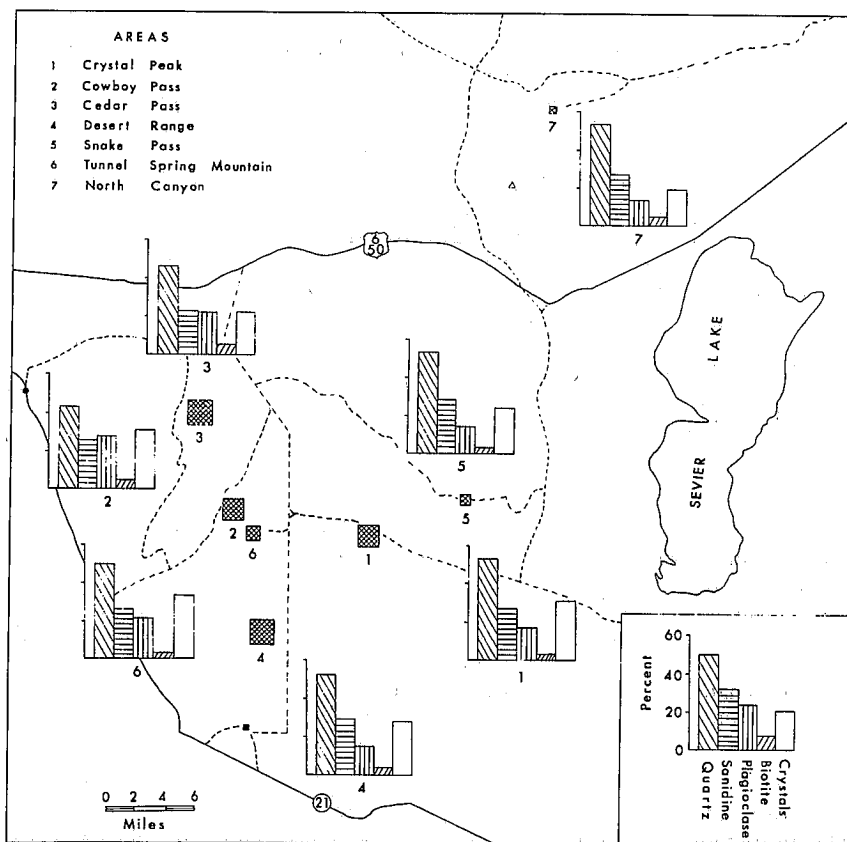 AREAS
1 Crystal Peak
2 Cowboy Pass
3 Cedar Pass
4 Desert Range
5 Snake Pass
6 Tunnel Spring Mountain
7 North Canyon
7
7
6
50
3
LAKE
5
3
2
5
SEVIER
2
6
1
6
4
1
4
21
0 2 4 6
Miles
60
40
20
0
Percent
Quartz
Sanidine
Plagioclase
Biotite
Crystals